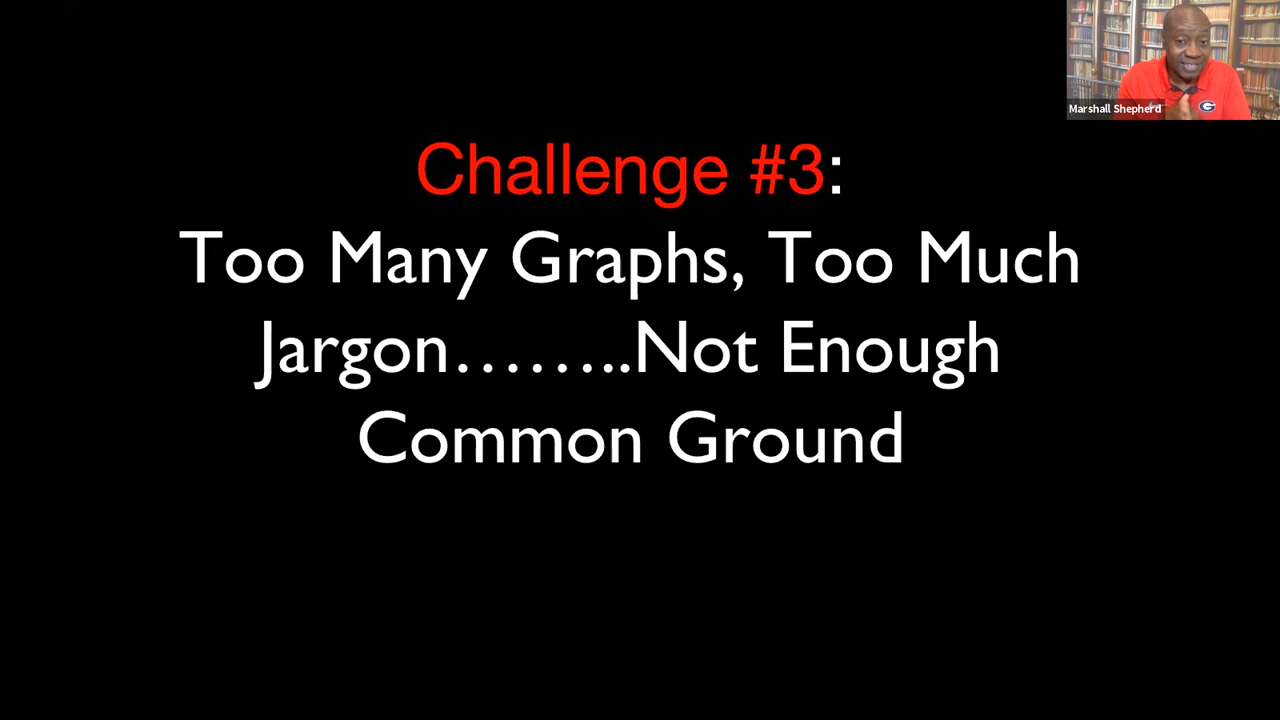 Marshall Shepherd
G
Challenge #3:
Too Many Graphs, Too Much
Jargon……..Not Enough
Common Ground